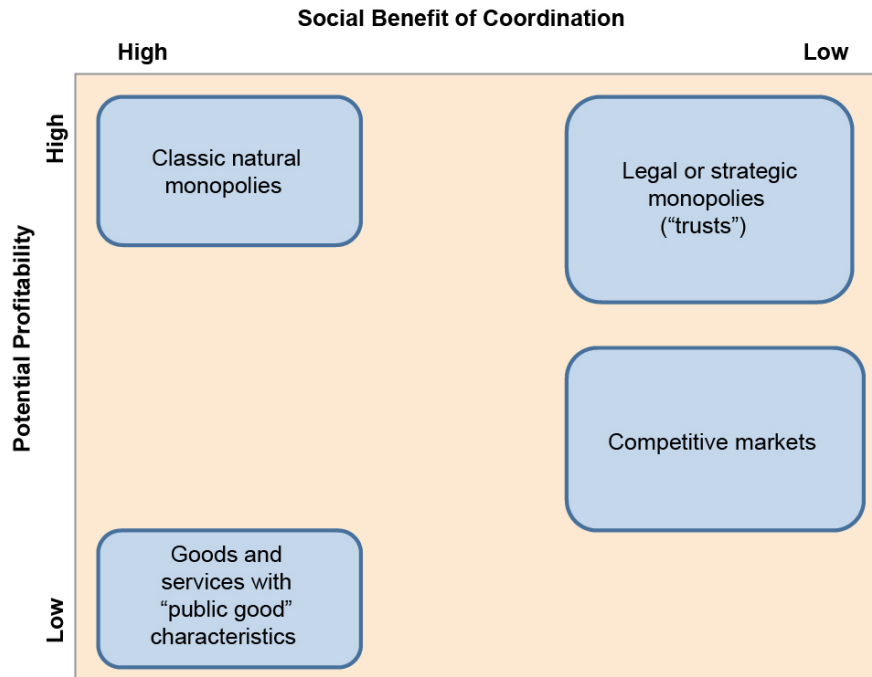 Social Benefit of Coordination
High
Low
High
Potential Profitability
Low
Classic natural
monopolies
Legal or strategic
monopolies
(“trusts”)
Competitive markets
Goods and
services with
“public good”
characteristics